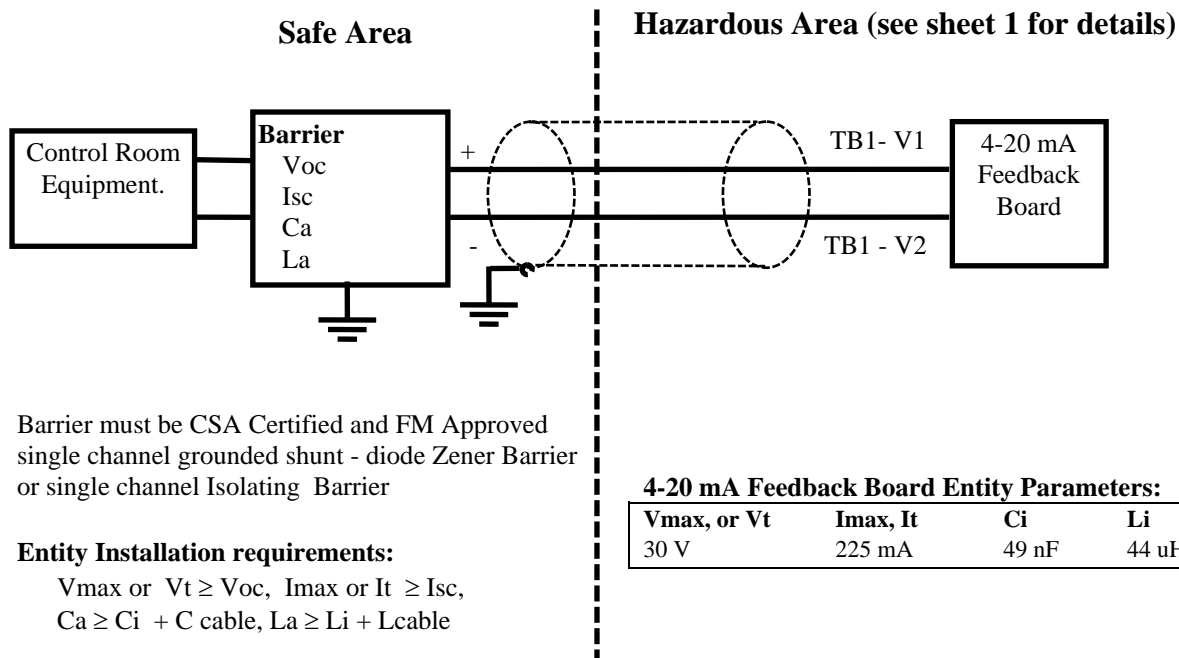 Safe Area
Hazardous Area (see sheet 1 for details)
Control Room
Equipment.
Barrier
Voc
Isc
Ca
La
+
-
TB1- V1
TB1 - V2
4-20 mA
Feedback
Board
Barrier must be CSA Certified and FM Approved
single channel grounded shunt - diode Zener Barrier
or single channel Isolating Barrier
Entity Installation requirements:
Vmax or Vt ≥ Voc, Imax or It ≥ Isc,
Ca ≥ Ci + C cable, La ≥ Li + Lcable
4-20 mA Feedback Board Entity Parameters:
Vmax, or Vt Imax, It Ci Li
30 V 225 mA 49 nF 44 uH